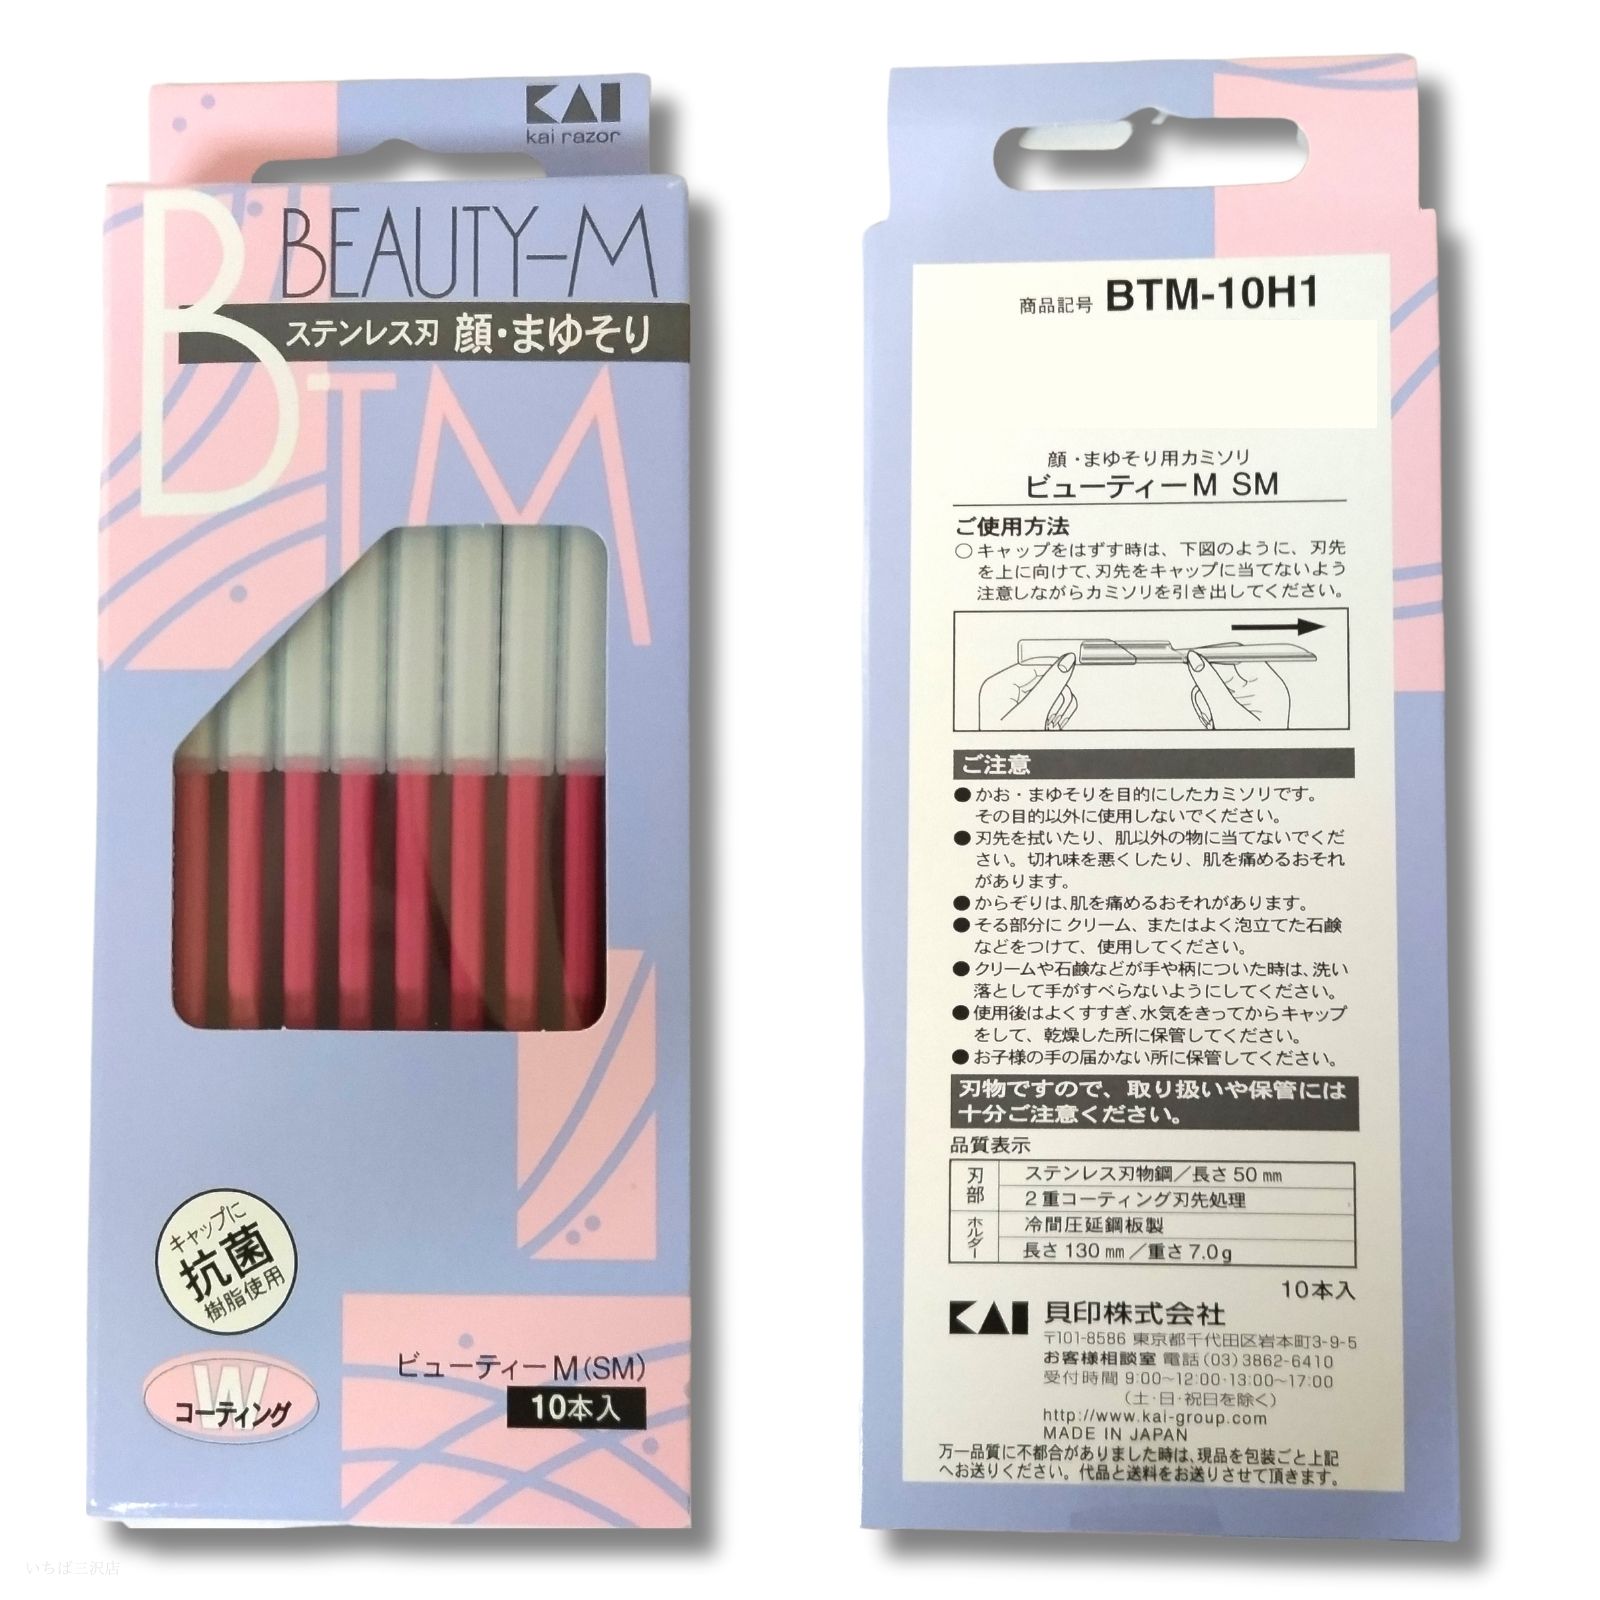 KAI
kai razor
BEAUTY-M
ステンレス刃 顔・まゆそり
BTM
キャップに
抗菌
樹脂使用
W
コーティング
ビューティーM(SM)
10本入
いちば三沢店
商品記号 BTM-10H1
顔・まゆそり用カミソリ
ビューティーM SM
ご使用方法
○キャップをはずす時は、下図のように、刃先
を上に向けて、刃先をキャップに当てないよう
注意しながらカミソリを引き出してください。
ご注意
●かお・まゆそりを目的にしたカミソリです。
その目的以外に使用しないでください。
●刃先を拭いたり、肌以外の物に当てないでくだ
さい。切れ味を悪くしたり、肌を痛めるおそれ
があります。
●からぞりは、肌を痛めるおそれがあります。
●そる部分にクリーム、またはよく泡立てた石鹸
などをつけて、使用してください。
●クリームや石鹸などが手や柄についた時は、洗い
落として手がすべらないようにしてください。
●使用後はよくすすぎ、水気をきってからキャップ
をして、乾燥した所に保管してください。
●お子様の手の届かない所に保管してください。
刃物ですので、取り扱いや保管には
十分ご注意ください。
品質表示
刃部
ステンレス刃物鋼／長さ50㎜
2重コーティング刃先処理
ホルダー
冷間圧延鋼板製
長さ130㎜／重さ7.0g
10本入
KAI 貝印株式会社
〒101-8586 東京都千代田区岩本町3-9-5
お客様相談室 電話(03)3862-6410
受付時間 9:00～12:00・13:00～17:00
(土・日・祝日を除く)
http://www.kai-group.com
MADE IN JAPAN
万一品質に不都合がありました時は、現品を包装ごと上記
へお送りください。代品と送料をお送りさせて頂きます。